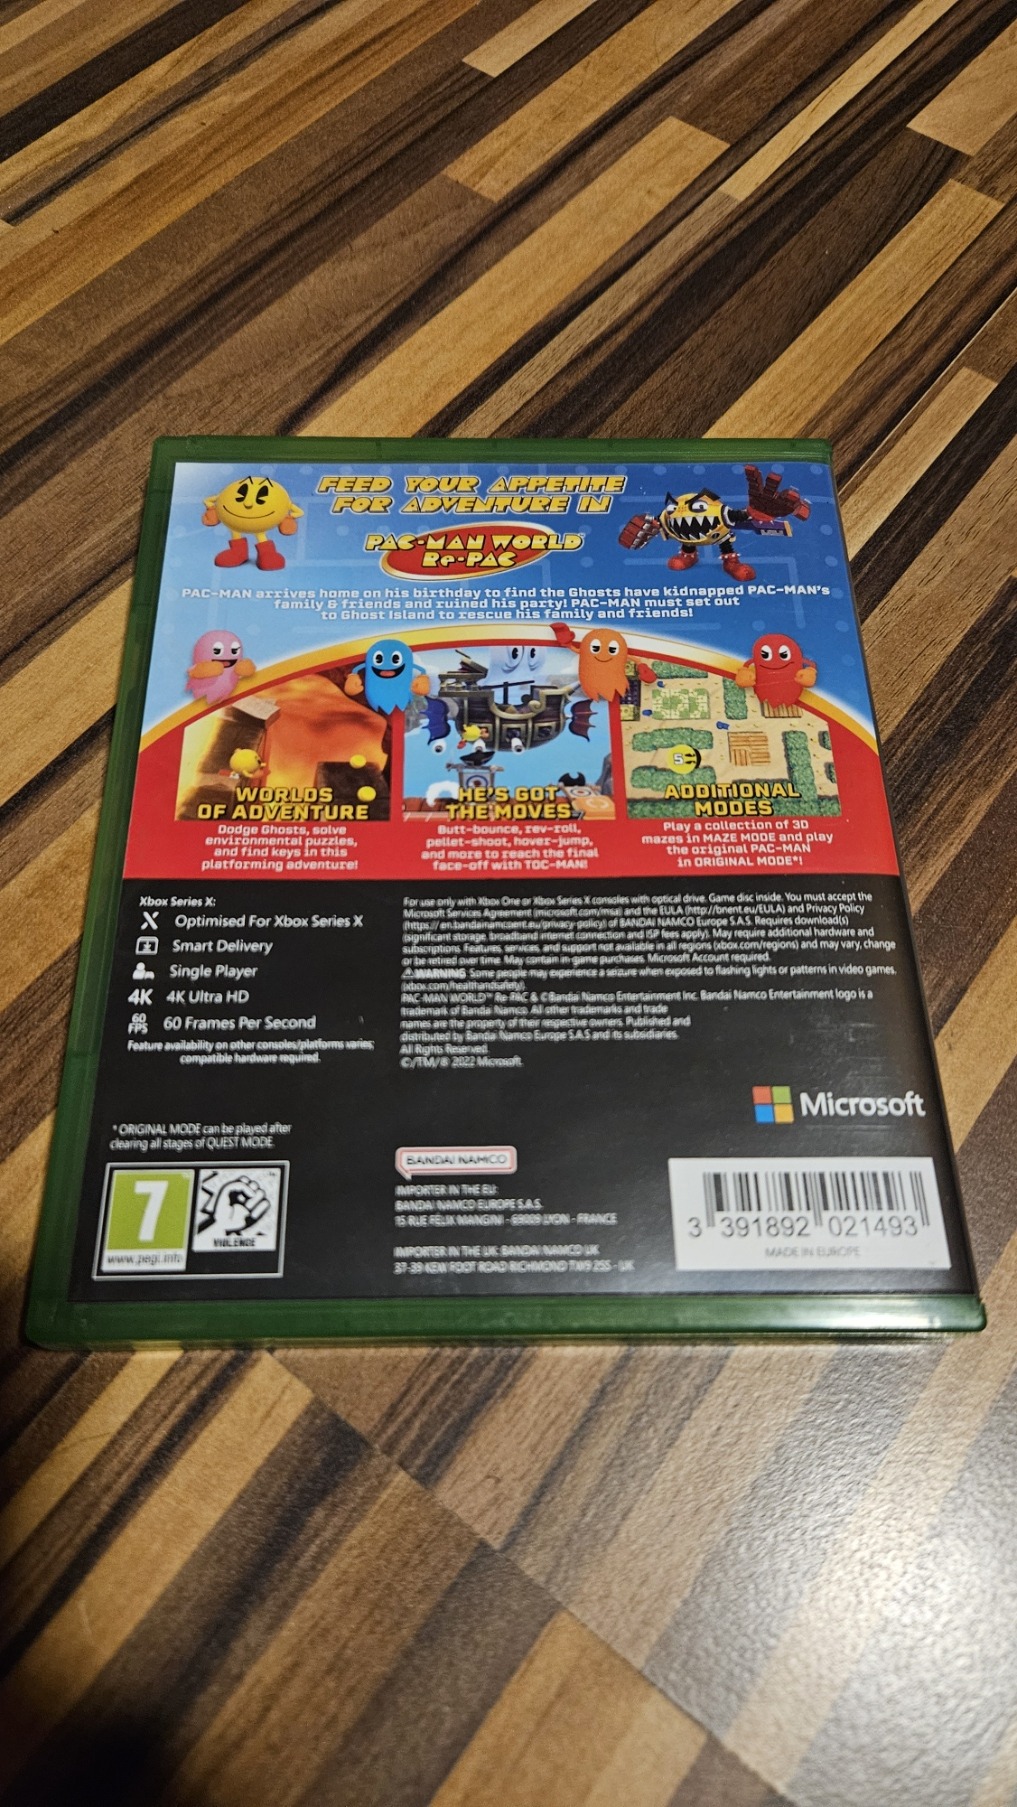 FEED YOUR APPETITE
FOR ADVENTURE IN
PAC-MAN WORLD
Re-PAC
PAC-MAN arrives home on his birthday to find the Ghosts have kidnapped PAC-MAN's
family & friends and ruined his party! PAC-MAN must set out
to Ghost Island to rescue his family and friends!
WORLDS
OF ADVENTURE
Dodge Ghosts, solve
environmental puzzles,
and find keys in this
platforming adventure!
HE'S GOT
THE MOVES
Butt-bounce, rev-roll,
pellet-shoot, hover-jump,
and more to reach the final
face-off with TOC-MAN!
ADDITIONAL
MODES
Play a collection of 3D
mazes in MAZE MODE and play
the original PAC-MAN
in ORIGINAL MODE*!
Xbox Series X:
Optimised For Xbox Series X
Smart Delivery
Single Player
4K 4K Ultra HD
60 FPS 60 Frames Per Second
Feature availability on other consoles/platforms varies;
compatible hardware required.
For use only with Xbox One or Xbox Series X consoles with optical drive. Game disc inside. You must accept the
Microsoft Services Agreement (microsoft.com/msa) and the EULA (http://bnent.eu/EULA) and Privacy Policy
(https://en.bandainamcoent.eu/privacy-policy) of BANDAI NAMCO Europe S.A.S. Requires download(s)
(significant storage, broadband internet connection and ISP fees apply). May require additional hardware and
subscriptions. Features, services, and support not available in all regions (xbox.com/regions) and may vary, change
or be retired over time. May contain in-game purchases. Microsoft Account required.
⚠WARNING Some people may experience a seizure when exposed to flashing lights or patterns in video games.
(xbox.com/healthandsafety).
PAC-MAN WORLD™ Re-PAC & © Bandai Namco Entertainment Inc. Bandai Namco Entertainment logo is a
trademark of Bandai Namco. All other trademarks and trade
names are the property of their respective owners. Published and
distributed by Bandai Namco Europe S.A.S and its subsidiaries.
All Rights Reserved.
©/TM/® 2022 Microsoft.
Microsoft
* ORIGINAL MODE can be played after
clearing all stages of QUEST MODE.
7
www.pegi.info
VIOLENCE
BANDAI NAMCO
IMPORTER IN THE EU:
BANDAI NAMCO EUROPE S.A.S.
15 RUE FÉLIX MANGINI - 69009 LYON - FRANCE
IMPORTER IN THE UK: BANDAI NAMCO UK
37-39 KEW FOOT ROAD RICHMOND TW9 2SS - UK
3 391892 021493
MADE IN EUROPE